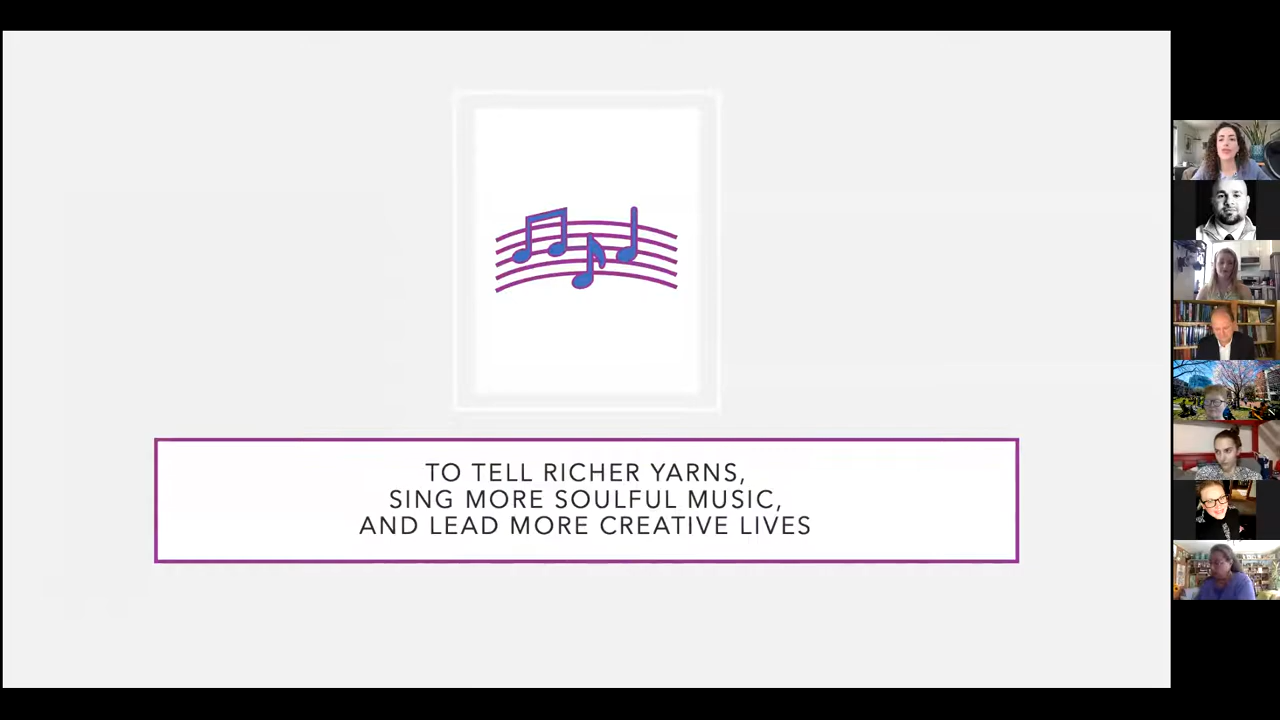 TO TELL RICHER YARNS,
SING MORE SOULFUL MUSIC,
AND LEAD MORE CREATIVE LIVES